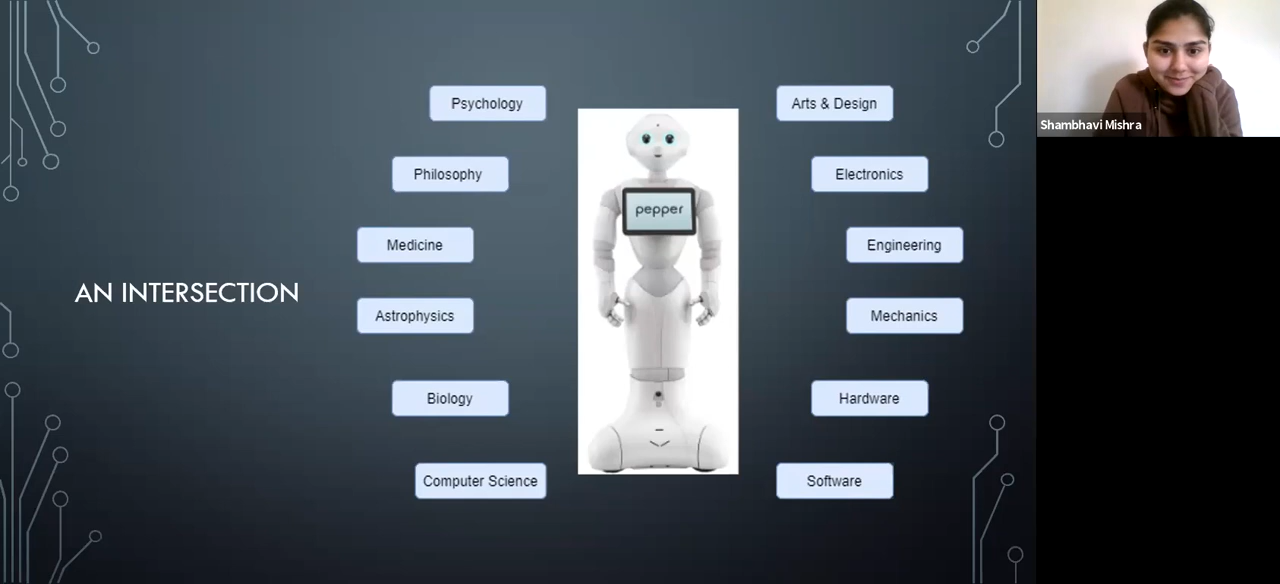 AN INTERSECTION
Psychology
Philosophy
Medicine
Astrophysics
Biology
Computer Science
pepper
Arts & Design
Electronics
Engineering
Mechanics
Hardware
Software
Shambhavi Mishra